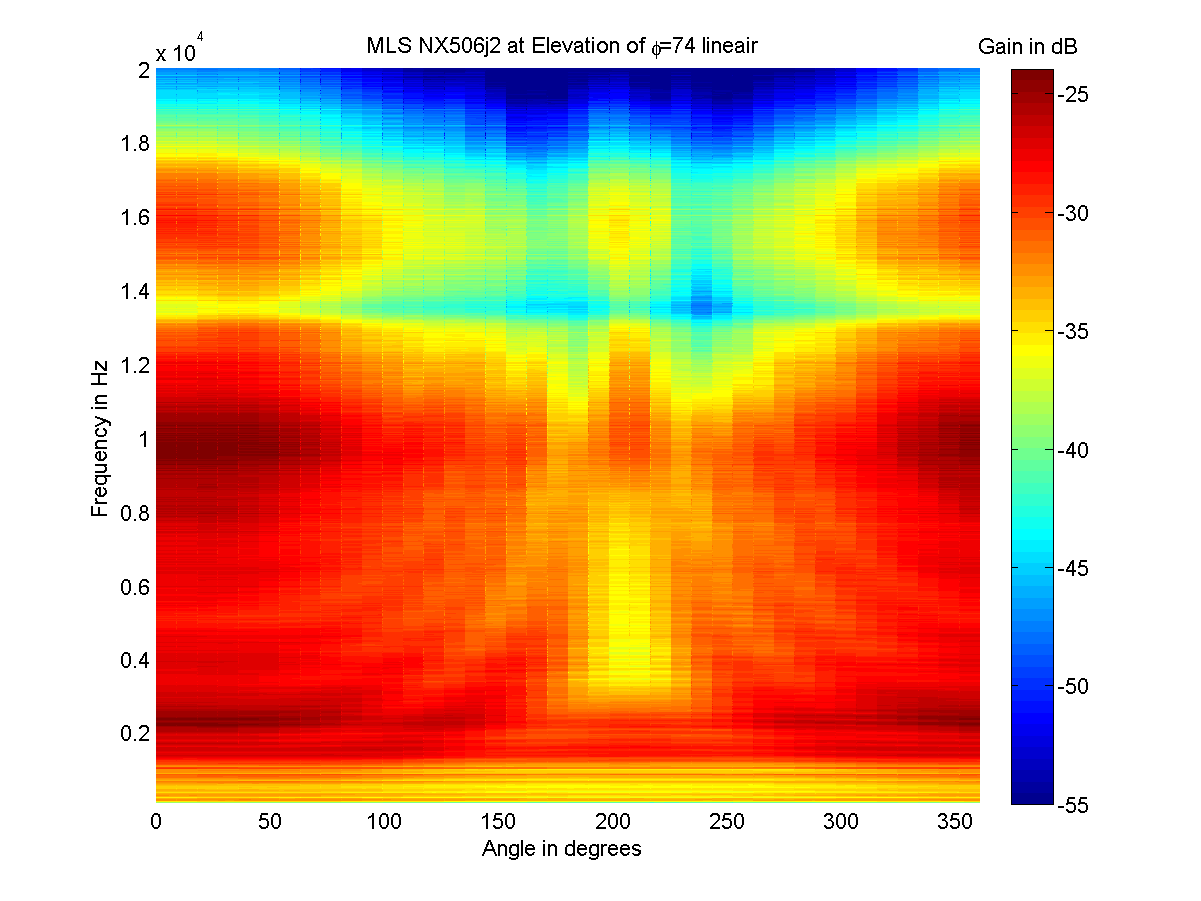 MLS NX506j2 at Elevation of ϕ=74 lineair
Gain in dB
x 10^4
2
1.8
1.6
1.4
1.2
1
0.8
0.6
0.4
0.2
Frequency in Hz
0 50 100 150 200 250 300 350
Angle in degrees
-25
-30
-35
-40
-45
-50
-55